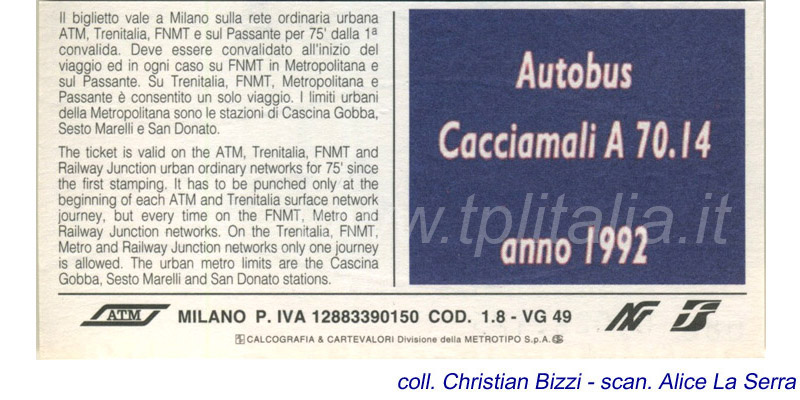 Il biglietto vale a Milano sulla rete ordinaria urbana
ATM, Trenitalia, FNMT e sul Passante per 75' dalla 1ª
convalida. Deve essere convalidato all'inizio del
viaggio ed in ogni caso su FNMT in Metropolitana e
sul Passante. Su Trenitalia, FNMT, Metropolitana e
Passante è consentito un solo viaggio. I limiti urbani
della Metropolitana sono le stazioni di Cascina Gobba,
Sesto Marelli e San Donato.
The ticket is valid on the ATM, Trenitalia, FNMT and
Railway Junction urban ordinary networks for 75' since
the first stamping. It has to be punched only at the
beginning of each ATM and Trenitalia surface network
journey, but every time on the FNMT, Metro and
Railway Junction networks. On the Trenitalia, FNMT,
Metro and Railway Junction networks only one journey
is allowed. The urban metro limits are the Cascina
Gobba, Sesto Marelli and San Donato stations.
Autobus
Cacciamali A 70.14
anno 1992
www.tplitalia.it
ATM MILANO P. IVA 12883390150 COD. 1.8 - VG 49
CALCOGRAFIA & CARTEVALORI Divisione della METROTIPO S.p.A.
coll. Christian Bizzi - scan. Alice La Serra